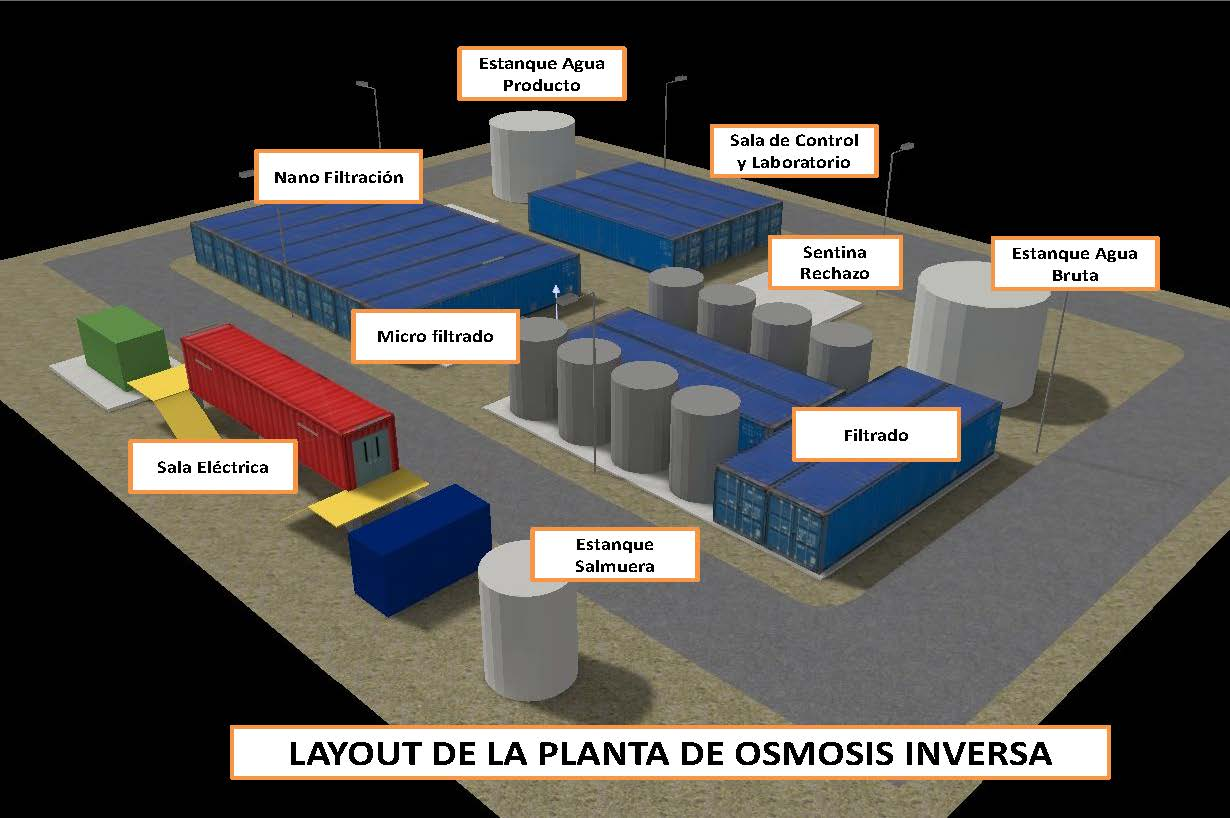 Estanque Agua
Producto
Sala de Control
y Laboratorio
Nano Filtración
Sentina
Rechazo
Estanque Agua
Bruta
Micro filtrado
Filtrado
Sala Eléctrica
Estanque
Salmuera
LAYOUT DE LA PLANTA DE OSMOSIS INVERSA